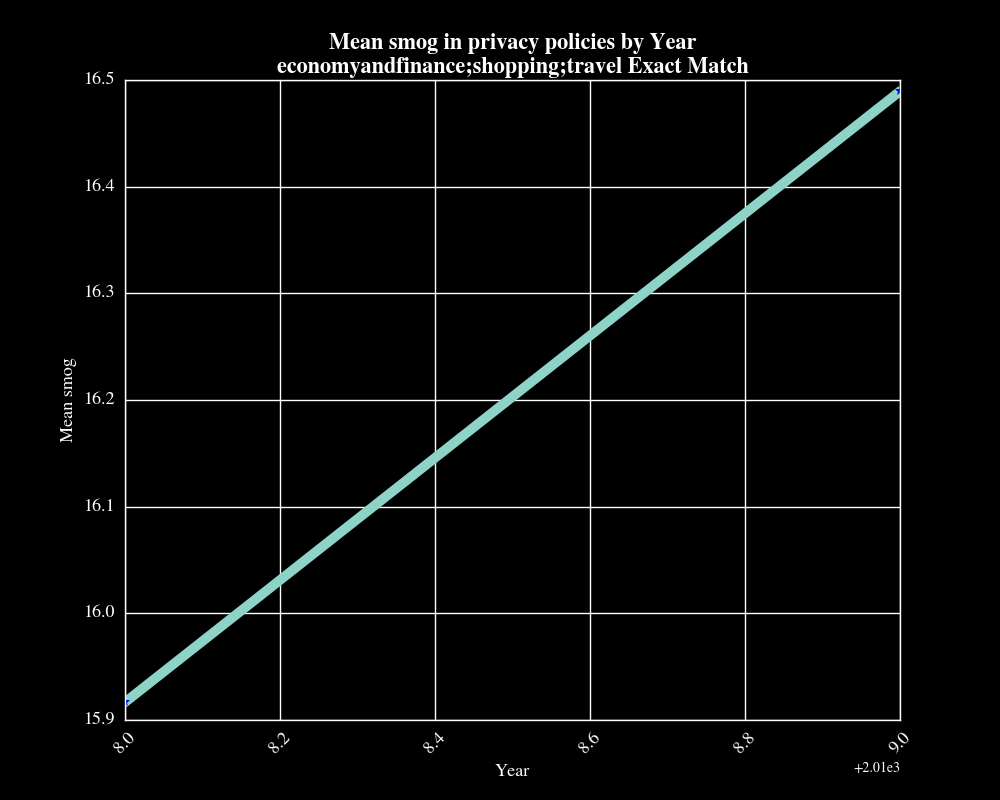 Mean smog in privacy policies by Year
economyandfinance;shopping;travel Exact Match
16.5
16.4
16.3
16.2
16.1
16.0
15.9
Mean smog
8.0
8.2
8.4
8.6
8.8
9.0
Year
+2.01e3